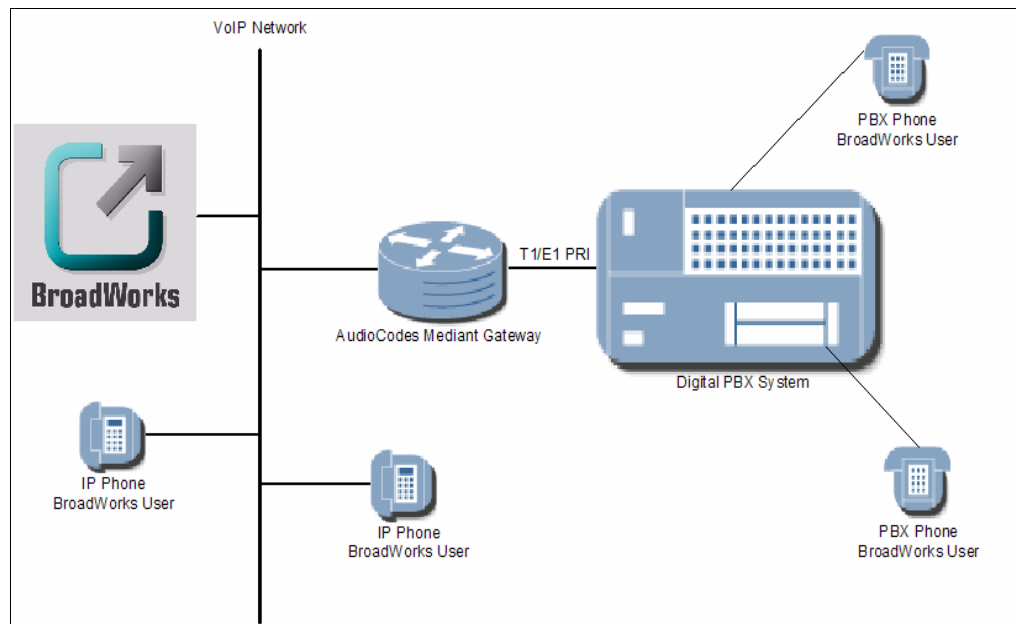 VoIP Network
PBX Phone
BroadWorks User
BroadWorks
T1/E1 PRI
AudioCodes Mediant Gateway
Digital PBX System
IP Phone
BroadWorks User
IP Phone
BroadWorks User
PBX Phone
BroadWorks User